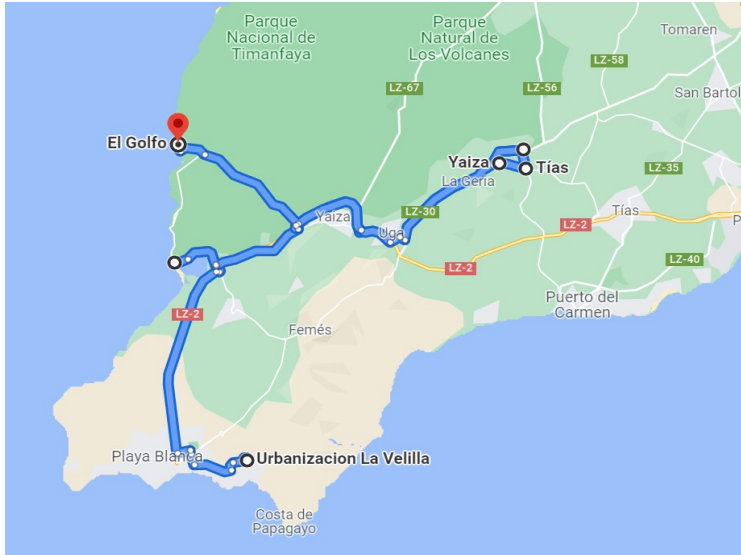 Parque
Nacional de
Timanfaya
Parque
Natural de
Los Volcanes
Tomaren
LZ-58
LZ-67
LZ-56
San Bartol
El Golfo
Yaiza
Tías
La Geria
LZ-35
Yaiza
LZ-30
Tías
Uga
LZ-2
P
LZ-2
LZ-40
Puerto del
Carmen
LZ-2
Femés
Playa Blanca
Urbanizacion La Velilla
Costa de
Papagayo